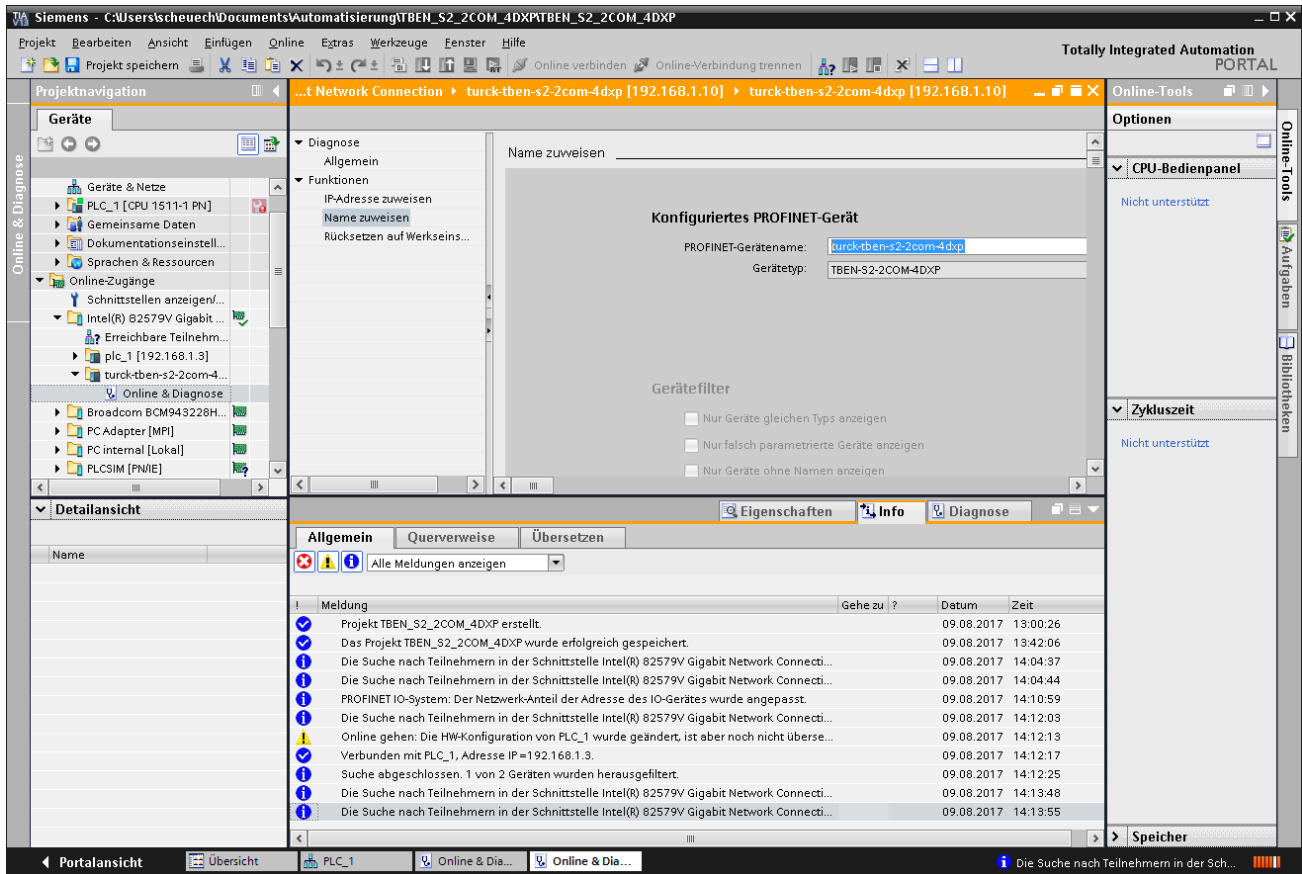 Siemens - C:\Users\scheuech\Documents\Automatisierung\TBEN_S2_2COM_4DXP\TBEN_S2_2COM_4DXP
Projekt Bearbeiten Ansicht Einfügen Online Extras Werkzeuge Fenster Hilfe
Totally Integrated Automation
PORTAL
Projekt speichern
Online verbinden
Online-Verbindung trennen
Projektnavigation
...t Network Connection
turck-tben-s2-2com-4dxp [192.168.1.10]
turck-tben-s2-2com-4dxp [192.168.1.10]
Online-Tools
Geräte
Geräte & Netze
PLC_1 [CPU 1511-1 PN]
Gemeinsame Daten
Dokumentationseinstell...
Sprachen & Ressourcen
Online-Zugänge
Schnittstellen anzeigen/...
Intel(R) 82579V Gigabit ...
Erreichbare Teilnehm...
plc_1 [192.168.1.3]
turck-tben-s2-2com-4...
Online & Diagnose
Broadcom BCM943228H...
PC Adapter [MPI]
PC internal [Lokal]
PLCSIM [PN/IE]
Online & Diagnose
Diagnose
Allgemein
Funktionen
IP-Adresse zuweisen
Name zuweisen
Rücksetzen auf Werkseins...
Name zuweisen
Konfiguriertes PROFINET-Gerät
PROFINET-Gerätename: turck-tben-s2-2com-4dxp
Gerätetyp: TBEN-S2-2COM-4DXP
Gerätefilter
Nur Geräte gleichen Typs anzeigen
Nur falsch parametrierte Geräte anzeigen
Nur Geräte ohne Namen anzeigen
Optionen
CPU-Bedienpanel
Nicht unterstützt
Zykluszeit
Nicht unterstützt
Speicher
Online-Tools
Aufgaben
Bibliotheken
Detailansicht
Name
Eigenschaften
Info
Diagnose
Allgemein
Querverweise
Übersetzen
Alle Meldungen anzeigen
! Meldung Gehe zu ? Datum Zeit
Projekt TBEN_S2_2COM_4DXP erstellt. 09.08.2017 13:00:26
Das Projekt TBEN_S2_2COM_4DXP wurde erfolgreich gespeichert. 09.08.2017 13:42:06
Die Suche nach Teilnehmern in der Schnittstelle Intel(R) 82579V Gigabit Network Connecti... 09.08.2017 14:04:37
Die Suche nach Teilnehmern in der Schnittstelle Intel(R) 82579V Gigabit Network Connecti... 09.08.2017 14:04:44
PROFINET IO-System: Der Netzwerk-Anteil der Adresse des IO-Gerätes wurde angepasst. 09.08.2017 14:10:59
Die Suche nach Teilnehmern in der Schnittstelle Intel(R) 82579V Gigabit Network Connecti... 09.08.2017 14:12:03
Online gehen: Die HW-Konfiguration von PLC_1 wurde geändert, ist aber noch nicht überse... 09.08.2017 14:12:13
Verbunden mit PLC_1, Adresse IP=192.168.1.3. 09.08.2017 14:12:17
Suche abgeschlossen. 1 von 2 Geräten wurden herausgefiltert. 09.08.2017 14:12:25
Die Suche nach Teilnehmern in der Schnittstelle Intel(R) 82579V Gigabit Network Connecti... 09.08.2017 14:13:48
Die Suche nach Teilnehmern in der Schnittstelle Intel(R) 82579V Gigabit Network Connecti... 09.08.2017 14:13:55
Portalansicht
Übersicht
PLC_1
Online & Dia...
Online & Dia...
Die Suche nach Teilnehmern in der Sch...